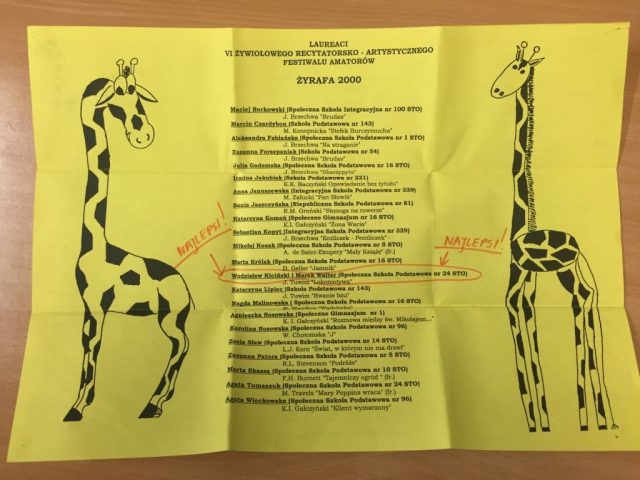 LAUREACI
VI ŻYWIOŁOWEGO RECYTATORSKO - ARTYSTYCZNEGO
FESTIWALU AMATORÓW
ŻYRAFA 2000
Maciej Borkowski (Społeczna Szkoła Integracyjna nr 100 STO)
J. Brzechwa "Brudas"
Marcin Czardybon (Szkoła Podstawowa nr 143)
M. Konopnicka "Stefek Burczymucha"
Aleksandra Fabiańska (Społeczna Szkoła Podstawowa nr 1 STO)
J. Brzechwa "Na straganie"
Zuzanna Forszpaniak (Szkoła Podstawowa nr 54)
J. Brzechwa "Brudas"
Julia Gadomska (Społeczna Szkoła Podstawowa nr 16 STO)
J. Brzechwa "Skarżypyta"
Irmina Jakubiak (Szkoła Podstawowa nr 221)
K.K. Baczyński Opowiadanie bez tytułu"
Anna Januszewska (Integracyjna Szkoła Podstawowa nr 339)
M. Załucki "Pan Słowik"
Sonia Jaszczyńska (Niepubliczna Szkoła Podstawowa nr 81)
R.M. Groński "Stonoga na rowerze"
Katarzyna Komoń (Społeczne Gimnazjum nr 16 STO)
K.I. Gałczyński "Żona Wacia"
Sebastian Kopyt (Integracyjna Szkoła Podstawowa nr 339)
J. Brzechwa "Entliczek - Pentliczek"
Mikołaj Kozak (Społeczna Szkoła Podstawowa nr 5 STO)
A. de Saint-Exupery "Mały Książę" (fr.)
NAJLEPSI!
NAJLEPSI!
Marta Królak (Społeczna Szkoła Podstawowa nr 16 STO)
D. Geller "Jamnik"
Wodzisław Kiciński i Marek Walter (Społeczna Szkoła Podstawowa nr 24 STO)
J. Tuwim "Lokomotywa"
Katarzyna Lipiec (Szkoła Podstawowa nr 143)
J. Tuwim "Rwanie bzu"
Magda Malinowska (Społeczna Szkoła Podstawowa nr 16 STO)
Agnieszka Nosowska (Społeczne Gimnazjum nr 1)
K. I. Gałczyński "Rozmowa między św. Mikołajem..."
Karolina Nosowska (Społeczna Szkoła Podstawowa nr 96)
W. Chotomska "J"
Zosia Sław (Społeczna Szkoła Podstawowa nr 14 STO)
L.J. Kern "Świat, w którym nie ma drzwi"
Zuzanna Patora (Społeczna Szkoła Podstawowa nr 5 STO)
R.L. Stevenson "Podróże"
Marta Skassa (Społeczna Szkoła Podstawowa nr 10 STO)
F.H. Burnett "Tajemniczy ogród" (fr.)
Agata Tomaszuk (Społeczna Szkoła Podstawowa nr 24 STO)
M. Travels "Mary Poppins wraca" (fr.)
Agata Więckowska (Społeczna Szkoła Podstawowa nr 96)
K.I. Gałczyński "Klient wymarzony"